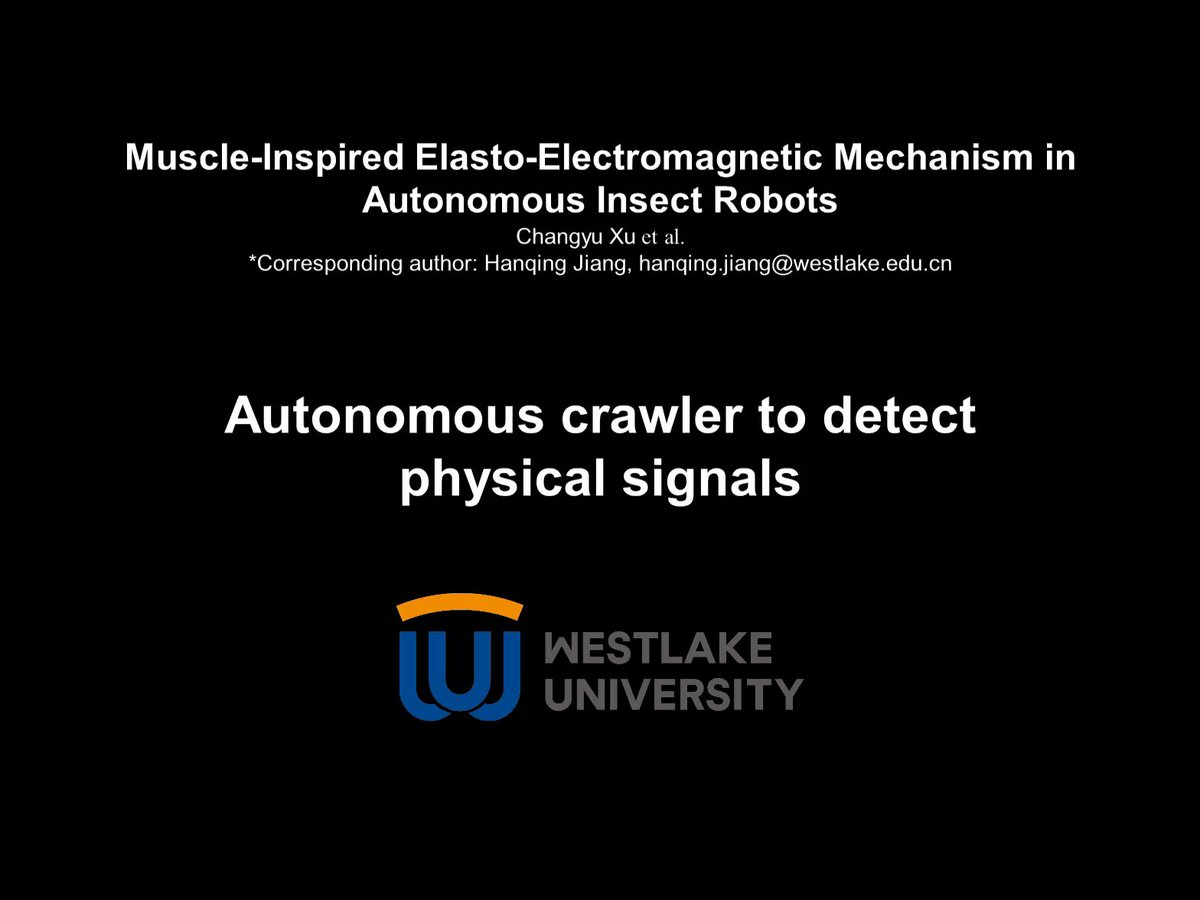 Muscle-Inspired Elasto-Electromagnetic Mechanism in
Autonomous Insect Robots
Changyu Xu et al.
*Corresponding author: Hanqing Jiang, hanqing.jiang@westlake.edu.cn
Autonomous crawler to detect
physical signals
WESTLAKE
UNIVERSITY